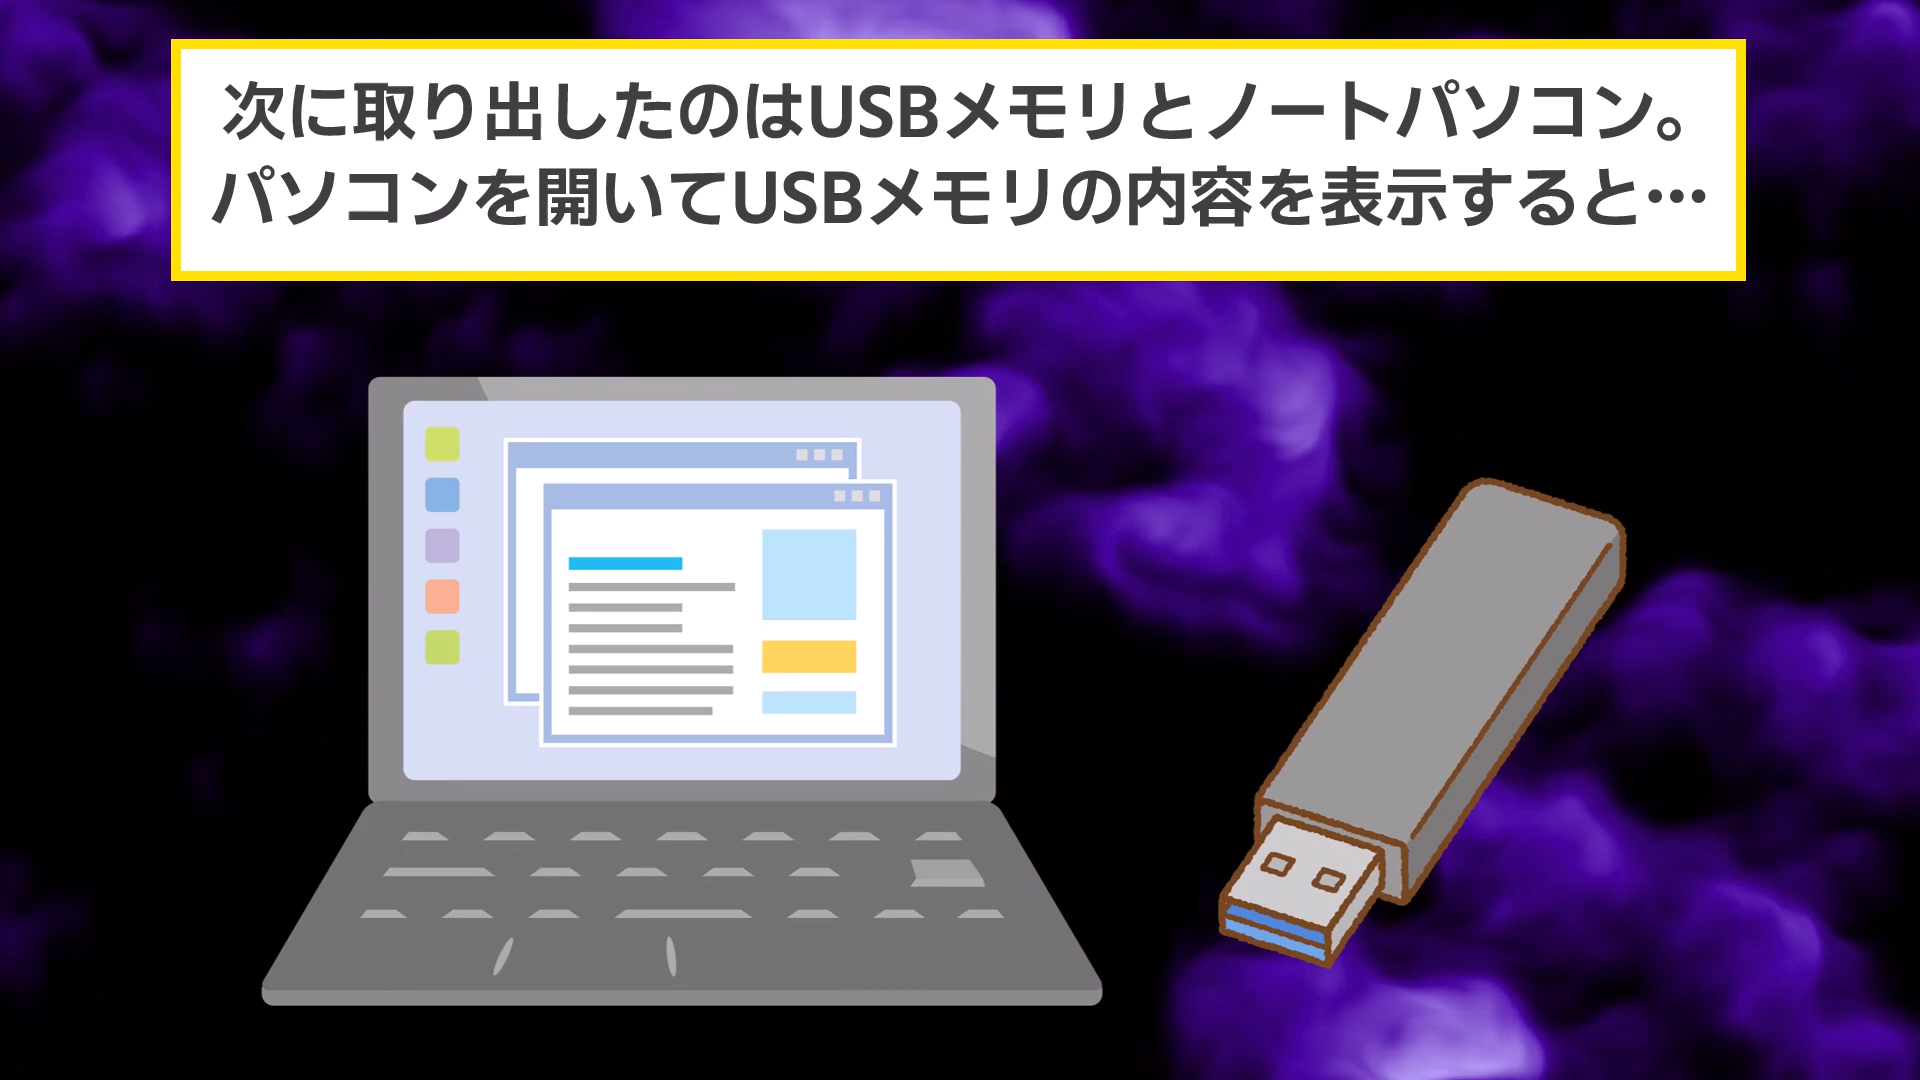 次に取り出したのはUSBメモリとノートパソコン。
パソコンを開いてUSBメモリの内容を表示すると…